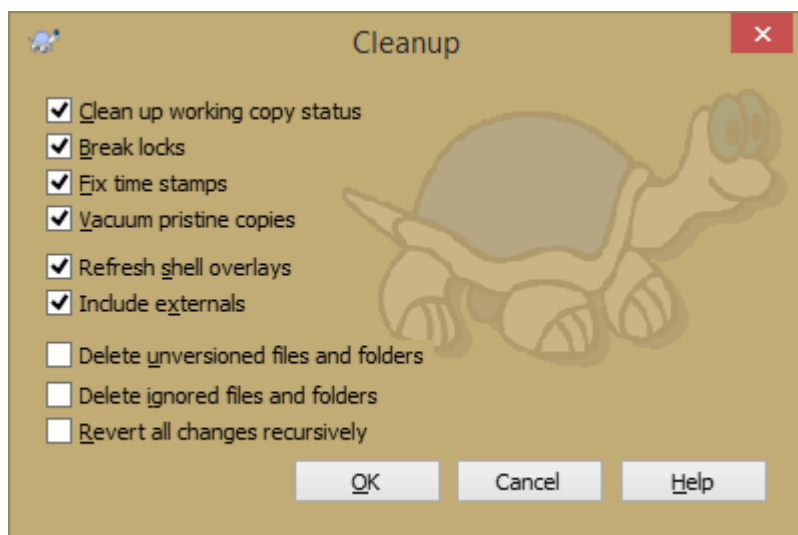 Cleanup
Clean up working copy status
Break locks
Fix time stamps
Vacuum pristine copies
Refresh shell overlays
Include externals
Delete unversioned files and folders
Delete ignored files and folders
Revert all changes recursively
OK Cancel Help